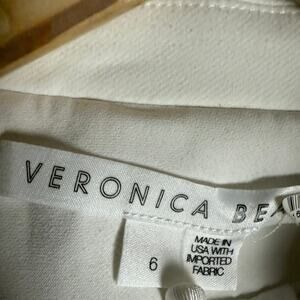 VERONICA BE
6
MADE IN
USA WITH
IMPORTED
FABRIC